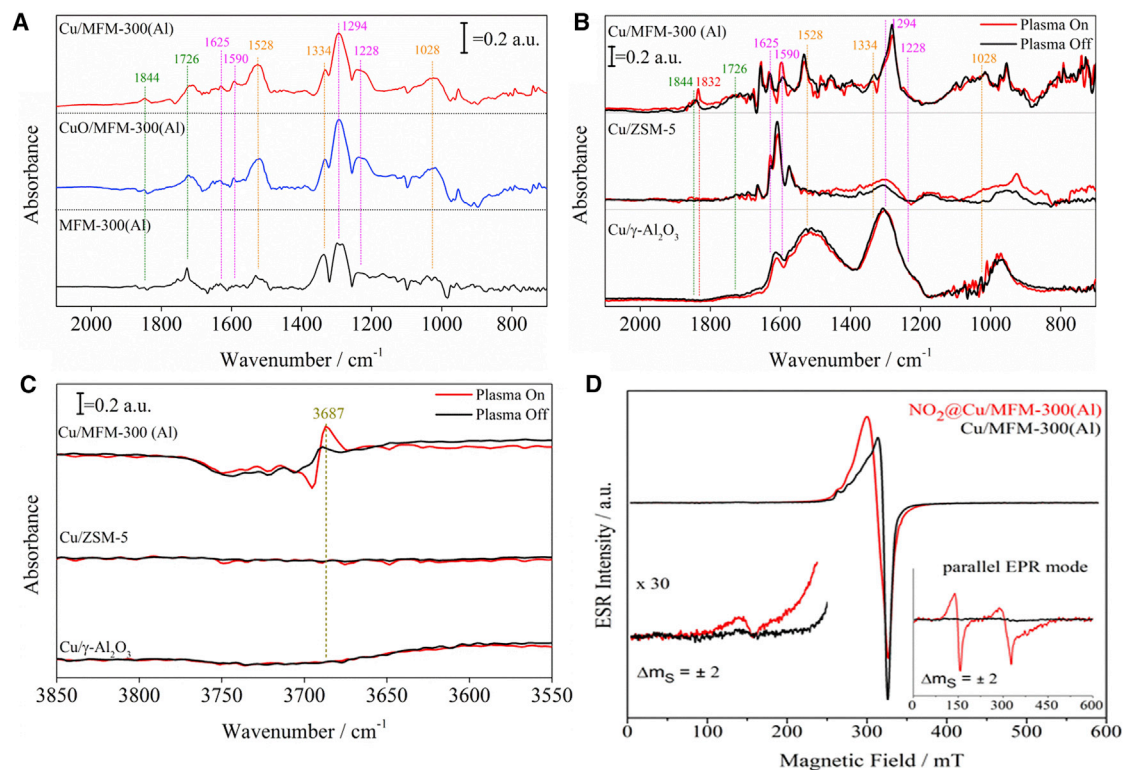 A
Cu/MFM-300(Al)
1294
=0.2 a.u.
1844
1726
1625
1590
1528
1334
1228
1028
CuO/MFM-300(Al)
MFM-300(Al)
Absorbance
2000 1800 1600 1400 1200 1000 800
Wavenumber / cm-1
B
Cu/MFM-300 (Al)
=0.2 a.u.
1294
Plasma On
Plasma Off
1625
1528
1334
1590
1228
1844
1832
1726
1028
Cu/ZSM-5
Cu/γ-Al2O3
Absorbance
2000 1800 1600 1400 1200 1000 800
Wavenumber / cm-1
C
=0.2 a.u.
Plasma On
Plasma Off
3687
Cu/MFM-300 (Al)
Cu/ZSM-5
Cu/γ-Al2O3
Absorbance
3850 3800 3750 3700 3650 3600 3550
Wavenumber / cm-1
D
NO2@Cu/MFM-300(Al)
Cu/MFM-300(Al)
x 30
ΔmS = ± 2
parallel EPR mode
ΔmS = ± 2
0 150 300 450 600
ESR Intensity / a.u.
0 100 200 300 400 500 600
Magnetic Field / mT